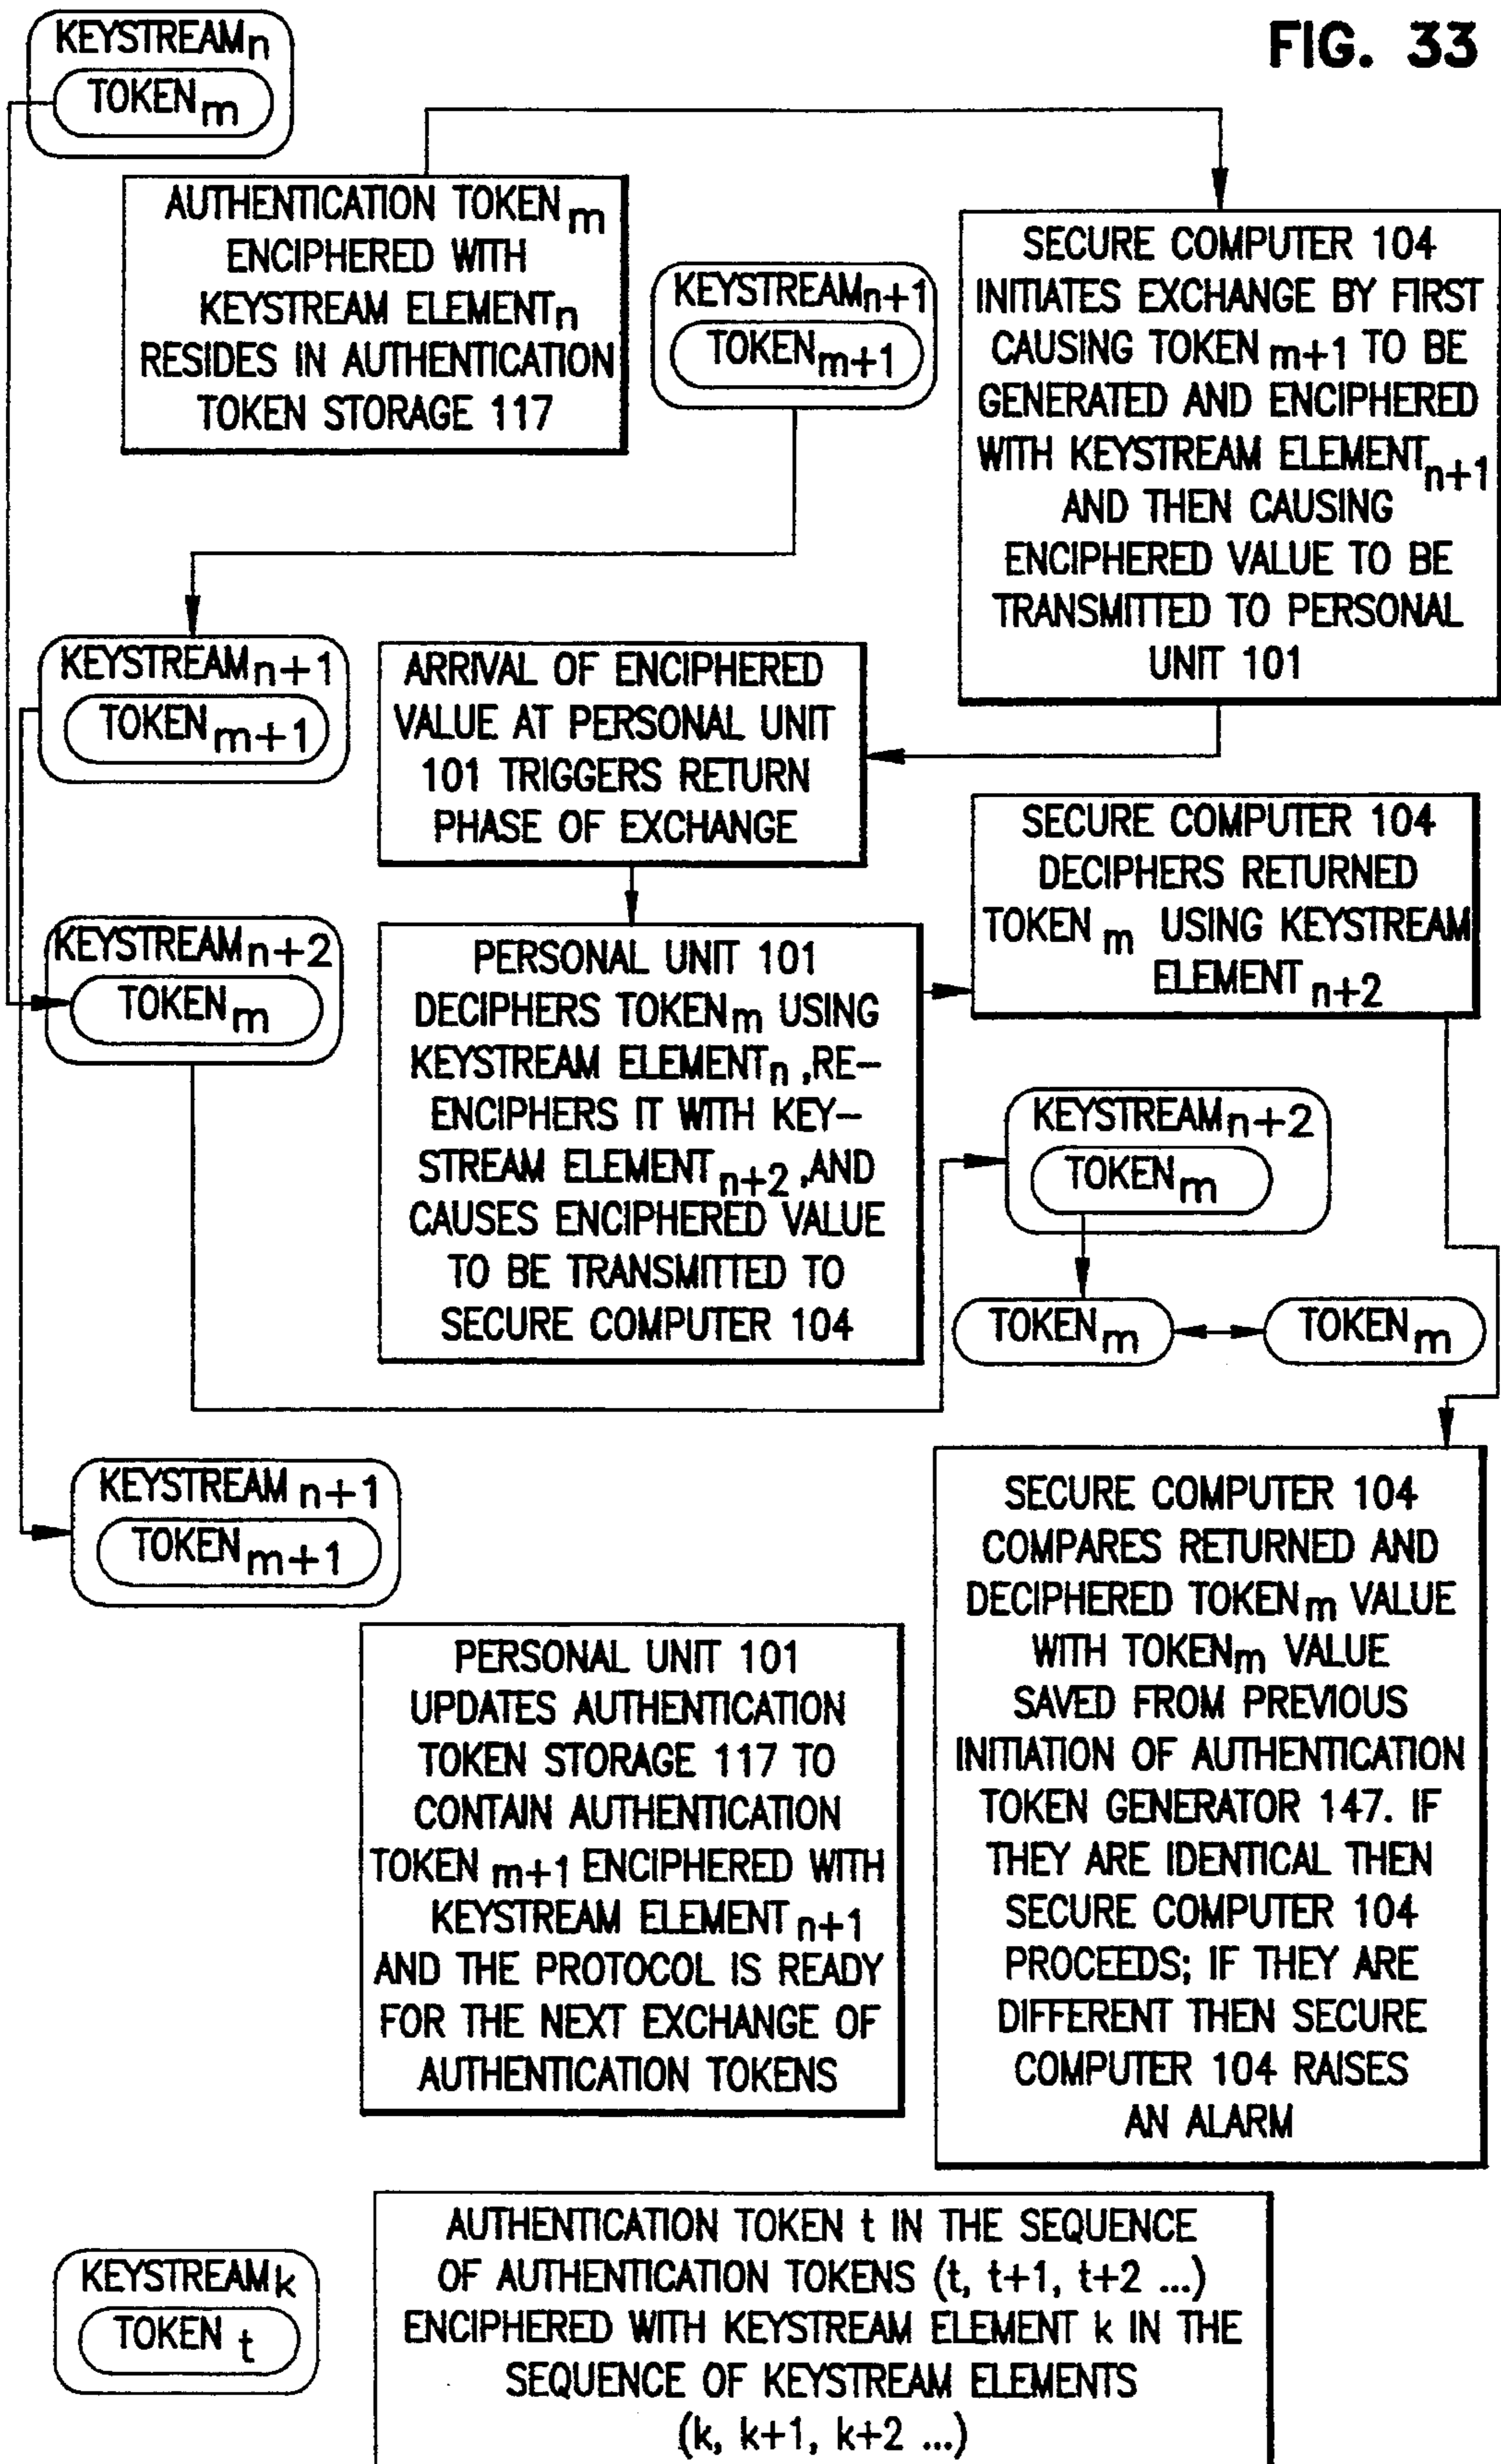 FIG. 33
KEYSTREAMn
TOKENm
AUTHENTICATION TOKENm
ENCIPHERED WITH
KEYSTREAM ELEMENTn
RESIDES IN AUTHENTICATION
TOKEN STORAGE 117
KEYSTREAMn+1
TOKENm+1
SECURE COMPUTER 104
INITIATES EXCHANGE BY FIRST
CAUSING TOKEN m+1 TO BE
GENERATED AND ENCIPHERED
WITH KEYSTREAM ELEMENTn+1
AND THEN CAUSING
ENCIPHERED VALUE TO BE
TRANSMITTED TO PERSONAL
UNIT 101
KEYSTREAMn+1
TOKENm+1
ARRIVAL OF ENCIPHERED
VALUE AT PERSONAL UNIT
101 TRIGGERS RETURN
PHASE OF EXCHANGE
SECURE COMPUTER 104
DECIPHERS RETURNED
TOKEN m USING KEYSTREAM
ELEMENT n+2
KEYSTREAMn+2
TOKENm
PERSONAL UNIT 101
DECIPHERS TOKENm USING
KEYSTREAM ELEMENTn ,RE-
ENCIPHERS IT WITH KEY-
STREAM ELEMENTn+2 ,AND
CAUSES ENCIPHERED VALUE
TO BE TRANSMITTED TO
SECURE COMPUTER 104
KEYSTREAMn+2
TOKENm
TOKENm
TOKENm
KEYSTREAM n+1
TOKENm+1
PERSONAL UNIT 101
UPDATES AUTHENTICATION
TOKEN STORAGE 117 TO
CONTAIN AUTHENTICATION
TOKEN m+1 ENCIPHERED WITH
KEYSTREAM ELEMENT n+1
AND THE PROTOCOL IS READY
FOR THE NEXT EXCHANGE OF
AUTHENTICATION TOKENS
SECURE COMPUTER 104
COMPARES RETURNED AND
DECIPHERED TOKENm VALUE
WITH TOKENm VALUE
SAVED FROM PREVIOUS
INITIATION OF AUTHENTICATION
TOKEN GENERATOR 147. IF
THEY ARE IDENTICAL THEN
SECURE COMPUTER 104
PROCEEDS; IF THEY ARE
DIFFERENT THEN SECURE
COMPUTER 104 RAISES
AN ALARM
KEYSTREAMk
TOKEN t
AUTHENTICATION TOKEN t IN THE SEQUENCE
OF AUTHENTICATION TOKENS (t, t+1, t+2 ...)
ENCIPHERED WITH KEYSTREAM ELEMENT k IN THE
SEQUENCE OF KEYSTREAM ELEMENTS
(k, k+1, k+2 ...)